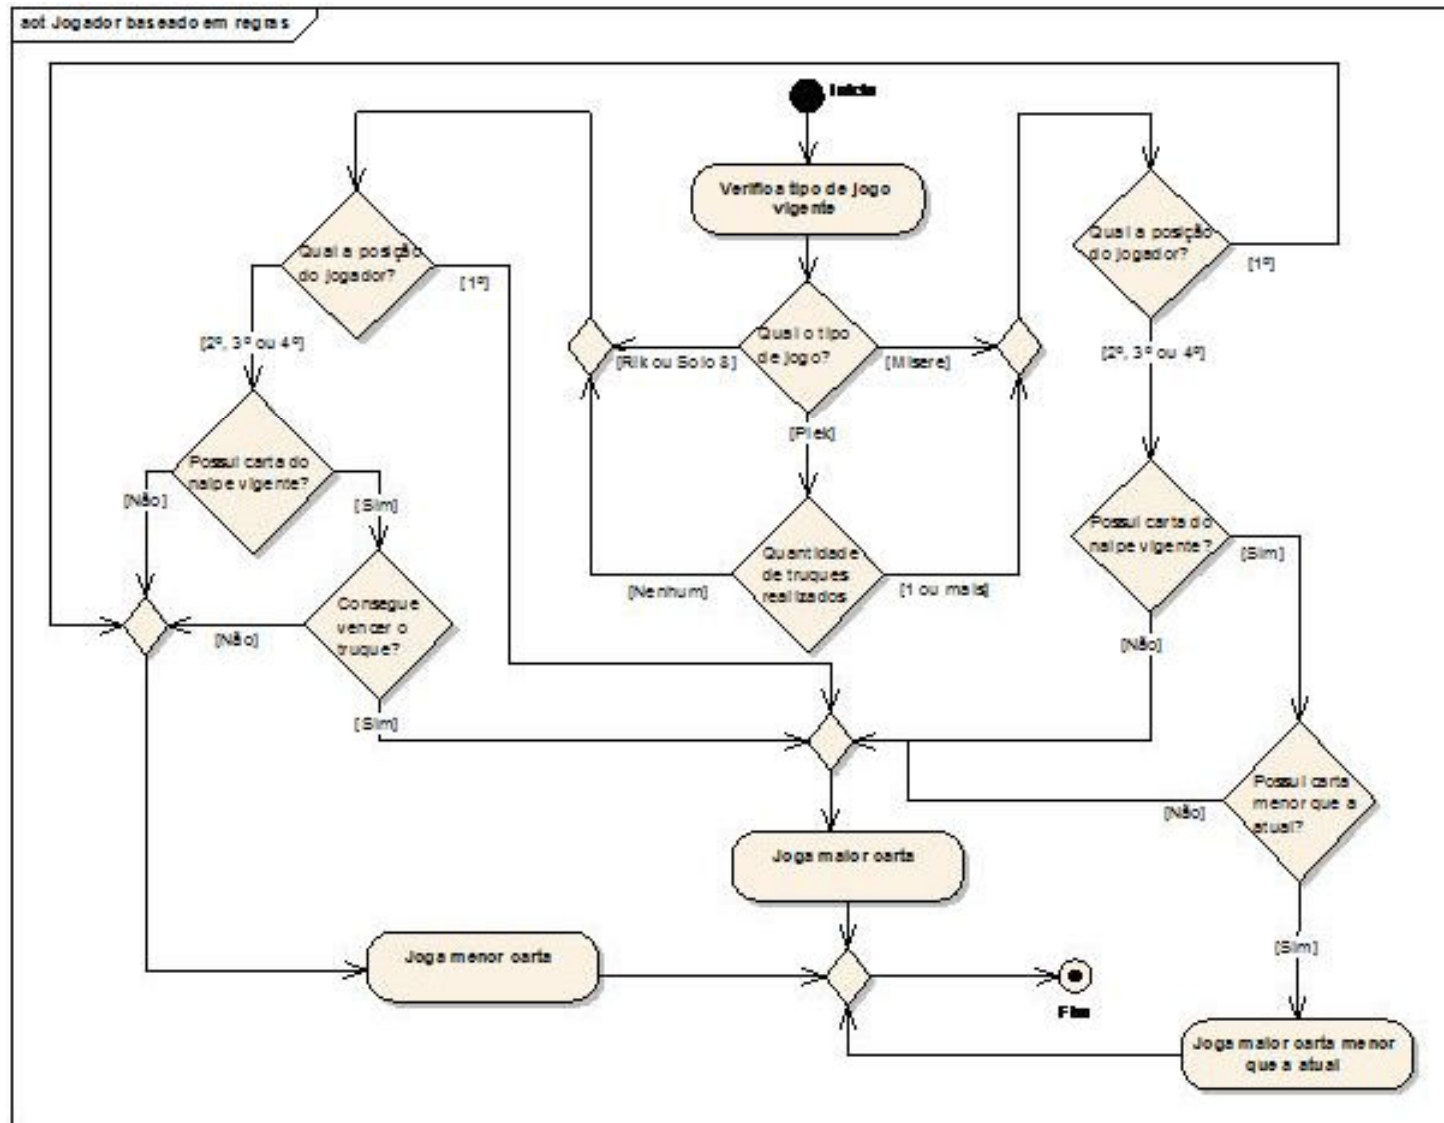 act Jogador baseado em regras
Início
Verifica tipo de jogo
vigente
Qual a posição
do jogador?
[1º]
[2º, 3º ou 4º]
Qual o tipo
de jogo?
[Rik ou Solo 8]
[Misere]
[Piek]
Qual a posição
do jogador?
[1º]
[2º, 3º ou 4º]
Possui carta do
naipe vigente?
[Não]
[Sim]
Quantidade
de truques
realizados
[Nenhum]
[1 ou mais]
Possui carta do
naipe vigente?
[Sim]
[Não]
Consegue
vencer o
truque?
[Não]
[Sim]
Possui carta
menor que a
atual?
[Não]
[Sim]
Joga maior carta
Joga menor carta
Fim
Joga maior carta menor
que a atual